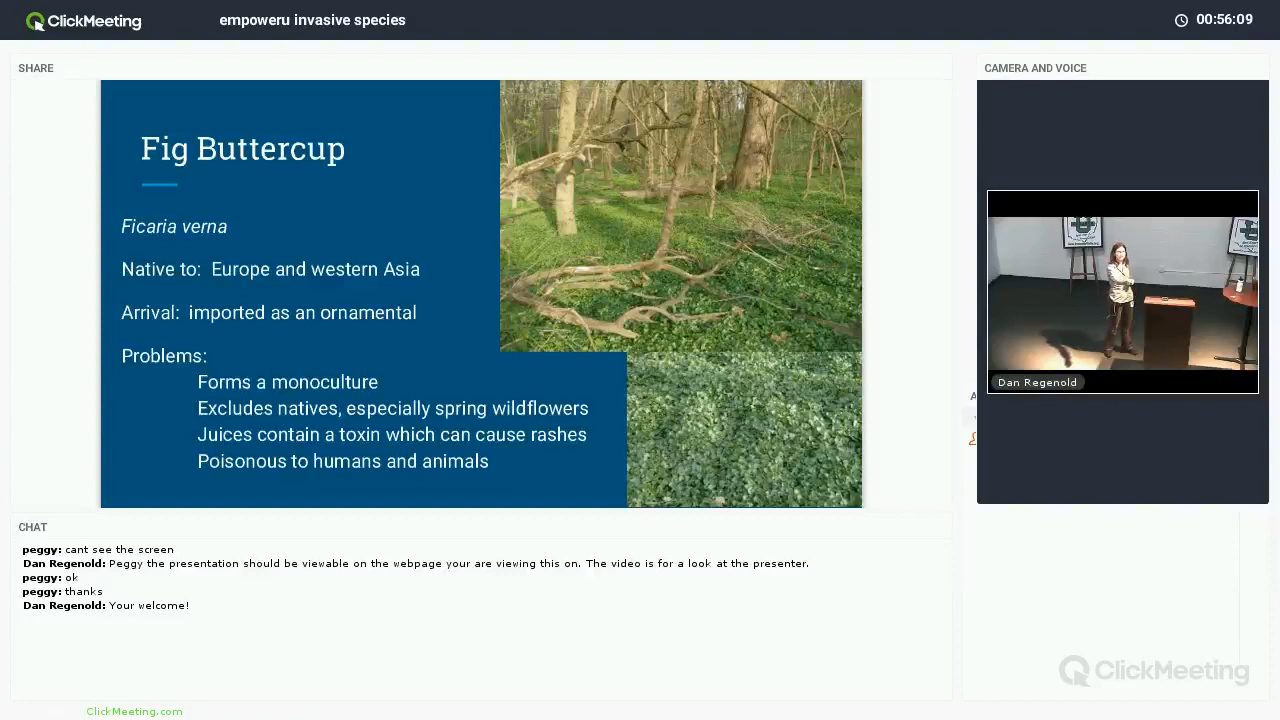 ClickMeeting
empoweru invasive species
00:56:09
SHARE
CAMERA AND VOICE
Fig Buttercup
Ficaria verna
Native to: Europe and western Asia
Arrival: imported as an ornamental
Problems:
Forms a monoculture
Excludes natives, especially spring wildflowers
Juices contain a toxin which can cause rashes
Poisonous to humans and animals
Dan Regenold
CHAT
peggy: cant see the screen
Dan Regenold: Peggy the presentation should be viewable on the webpage your are viewing this on. The video is for a look at the presenter.
peggy: ok
peggy: thanks
Dan Regenold: Your welcome!
ClickMeeting
ClickMeeting.com